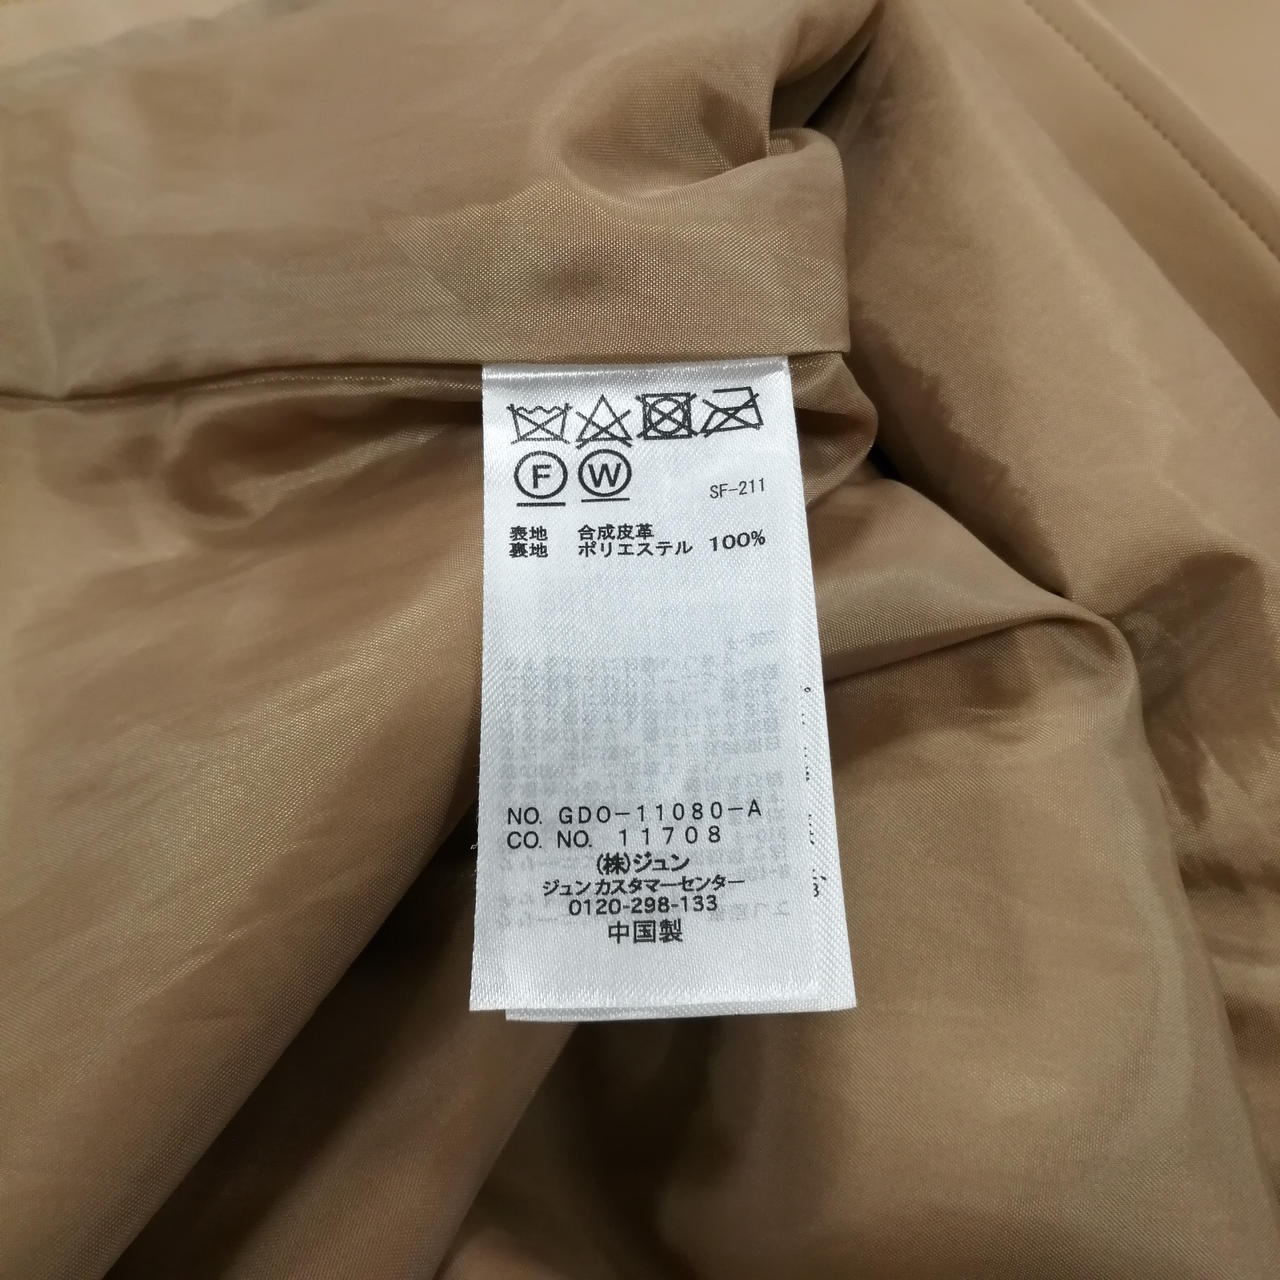 F W
SF-211
表地 合成皮革
裏地 ポリエステル 100%
NO. GDO-11080-A
CO. NO. 11708
(株)ジュン
ジュンカスタマーセンター
0120-298-133
中国製